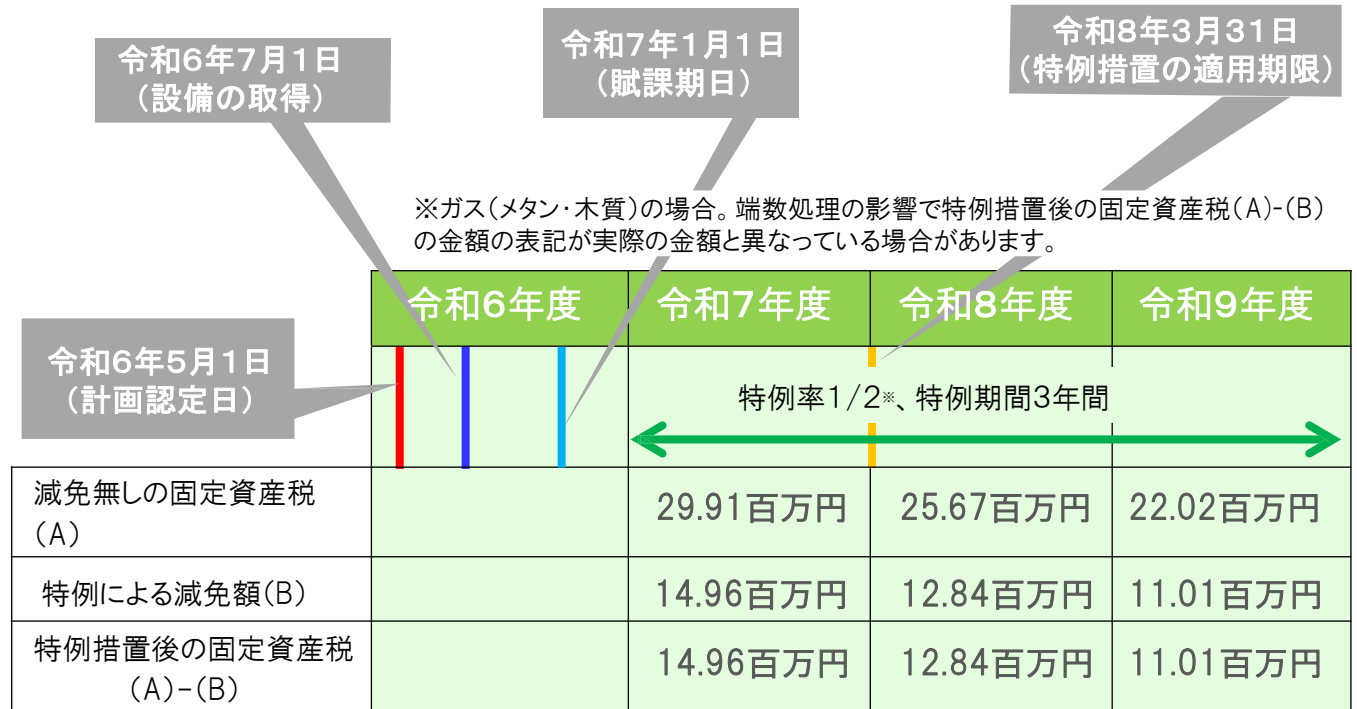 令和6年7月1日
（設備の取得）
令和7年1月1日
（賦課期日）
令和8年3月31日
（特例措置の適用期限）
※ガス（メタン・木質）の場合。端数処理の影響で特例措置後の固定資産税（A）-（B）
の金額の表記が実際の金額と異なっている場合があります。
令和6年度 令和7年度 令和8年度 令和9年度
令和6年5月1日
（計画認定日）
特例率1/2※、特例期間3年間
減免無しの固定資産税
（A）
29.91百万円 25.67百万円 22.02百万円
特例による減免額（B） 14.96百万円 12.84百万円 11.01百万円
特例措置後の固定資産税
（A）-（B）
14.96百万円 12.84百万円 11.01百万円